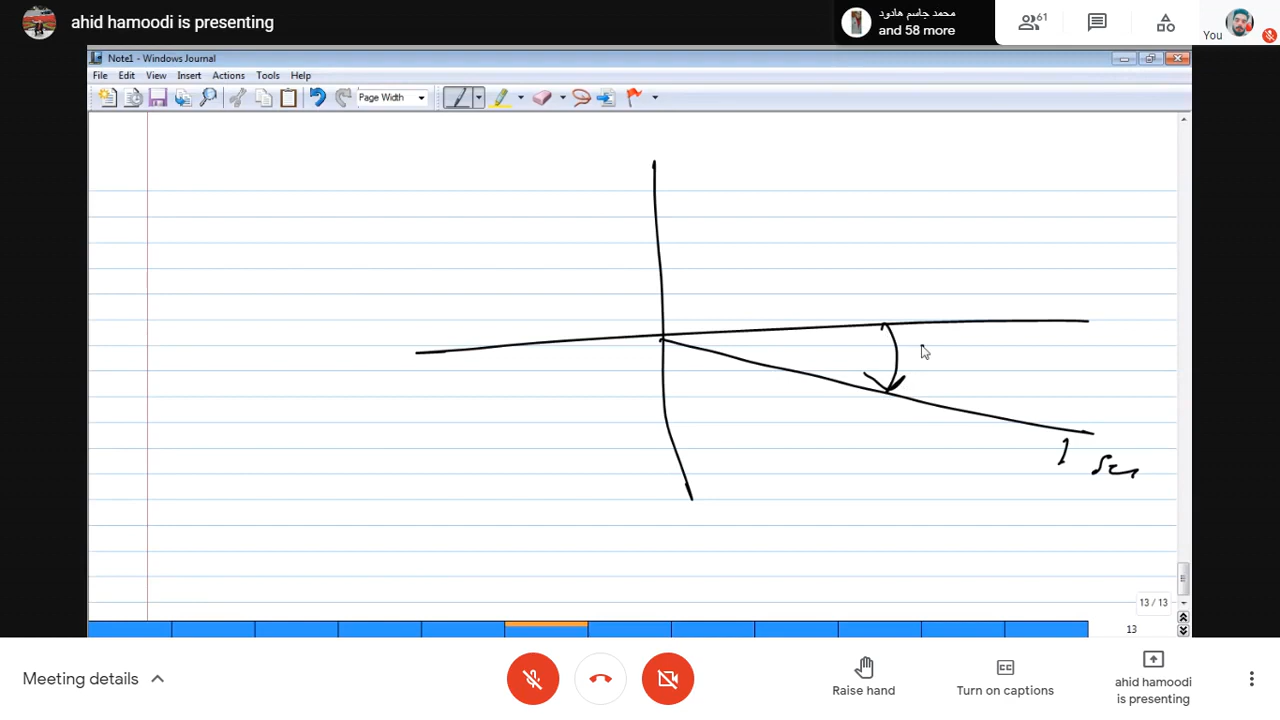 ahid hamoodi is presenting
محمد جاسم هادود
and 58 more
61
You
Note1 - Windows Journal
File Edit View Insert Actions Tools Help
Page Width
1 sec
13 / 13
13
Meeting details
Raise hand
Turn on captions
ahid hamoodi
is presenting